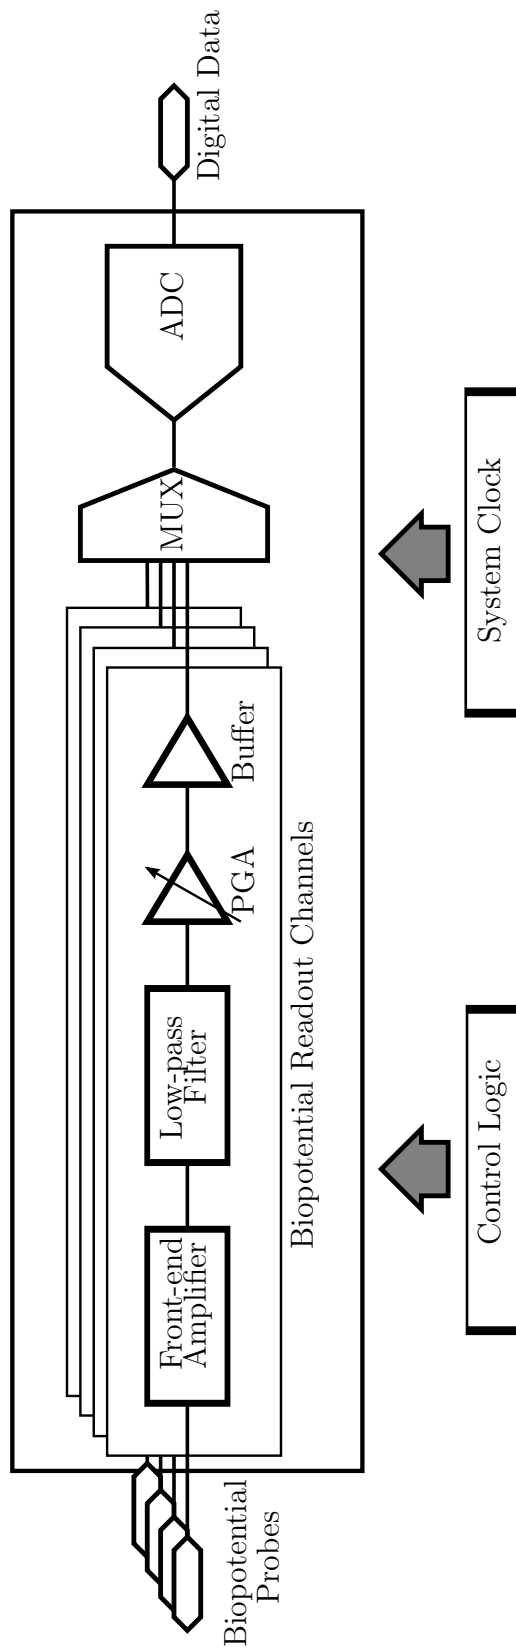 Biopotential
Probes
Front-end
Amplifier
Low-pass
Filter
PGA
Buffer
Biopotential Readout Channels
MUX
ADC
Digital Data
Control Logic
System Clock